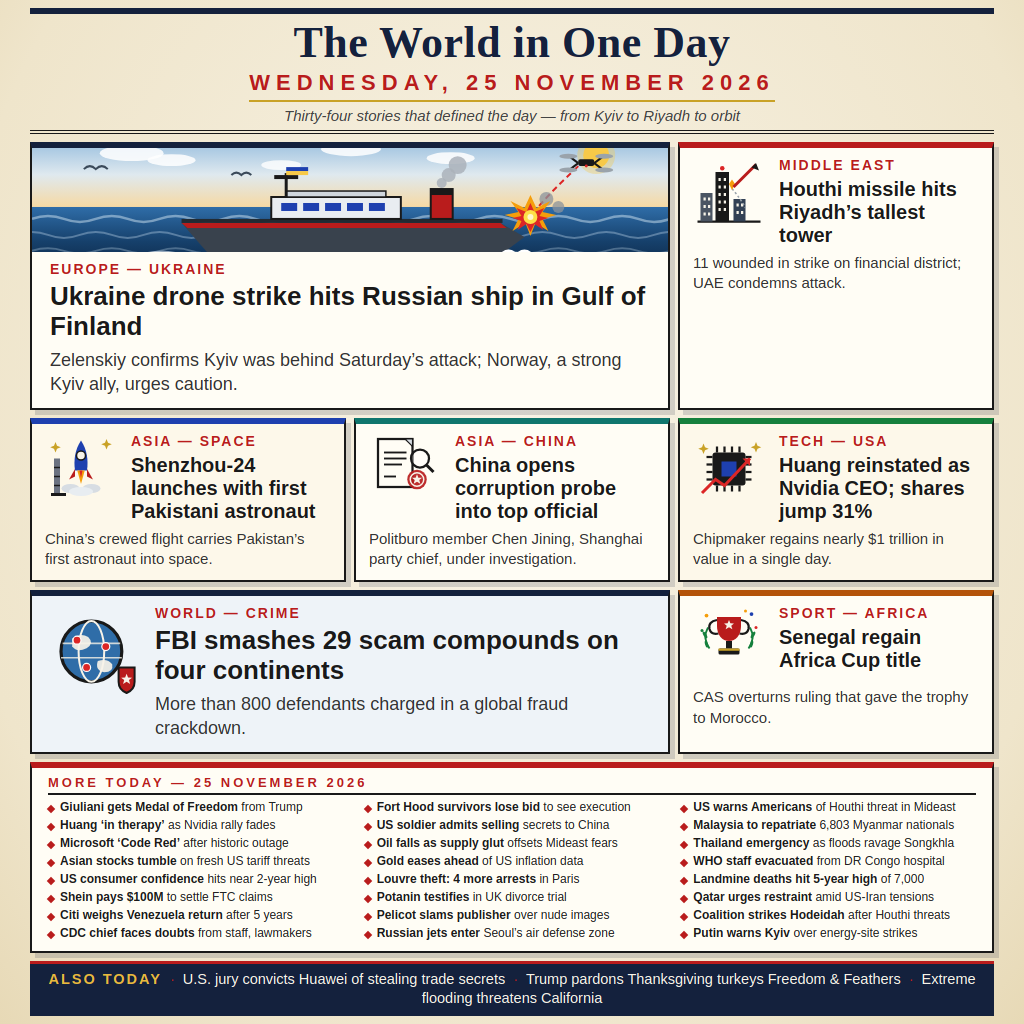 The World in One Day
WEDNESDAY, 25 NOVEMBER 2026
Thirty-four stories that defined the day — from Kyiv to Riyadh to orbit
EUROPE — UKRAINE
Ukraine drone strike hits Russian ship in Gulf of
Finland
Zelenskiy confirms Kyiv was behind Saturday’s attack; Norway, a strong
Kyiv ally, urges caution.
MIDDLE EAST
Houthi missile hits
Riyadh’s tallest
tower
11 wounded in strike on financial district;
UAE condemns attack.
ASIA — SPACE
Shenzhou-24
launches with first
Pakistani astronaut
China’s crewed flight carries Pakistan’s
first astronaut into space.
ASIA — CHINA
China opens
corruption probe
into top official
Politburo member Chen Jining, Shanghai
party chief, under investigation.
TECH — USA
Huang reinstated as
Nvidia CEO; shares
jump 31%
Chipmaker regains nearly $1 trillion in
value in a single day.
WORLD — CRIME
FBI smashes 29 scam compounds on
four continents
More than 800 defendants charged in a global fraud
crackdown.
SPORT — AFRICA
Senegal regain
Africa Cup title
CAS overturns ruling that gave the trophy
to Morocco.
MORE TODAY — 25 NOVEMBER 2026
Giuliani gets Medal of Freedom from Trump
Huang ‘in therapy’ as Nvidia rally fades
Microsoft ‘Code Red’ after historic outage
Asian stocks tumble on fresh US tariff threats
US consumer confidence hits near 2-year high
Shein pays $100M to settle FTC claims
Citi weighs Venezuela return after 5 years
CDC chief faces doubts from staff, lawmakers
Fort Hood survivors lose bid to see execution
US soldier admits selling secrets to China
Oil falls as supply glut offsets Mideast fears
Gold eases ahead of US inflation data
Louvre theft: 4 more arrests in Paris
Potanin testifies in UK divorce trial
Pelicot slams publisher over nude images
Russian jets enter Seoul’s air defense zone
US warns Americans of Houthi threat in Mideast
Malaysia to repatriate 6,803 Myanmar nationals
Thailand emergency as floods ravage Songkhla
WHO staff evacuated from DR Congo hospital
Landmine deaths hit 5-year high of 7,000
Qatar urges restraint amid US-Iran tensions
Coalition strikes Hodeidah after Houthi threats
Putin warns Kyiv over energy-site strikes
ALSO TODAY · U.S. jury convicts Huawei of stealing trade secrets · Trump pardons Thanksgiving turkeys Freedom & Feathers · Extreme
flooding threatens California